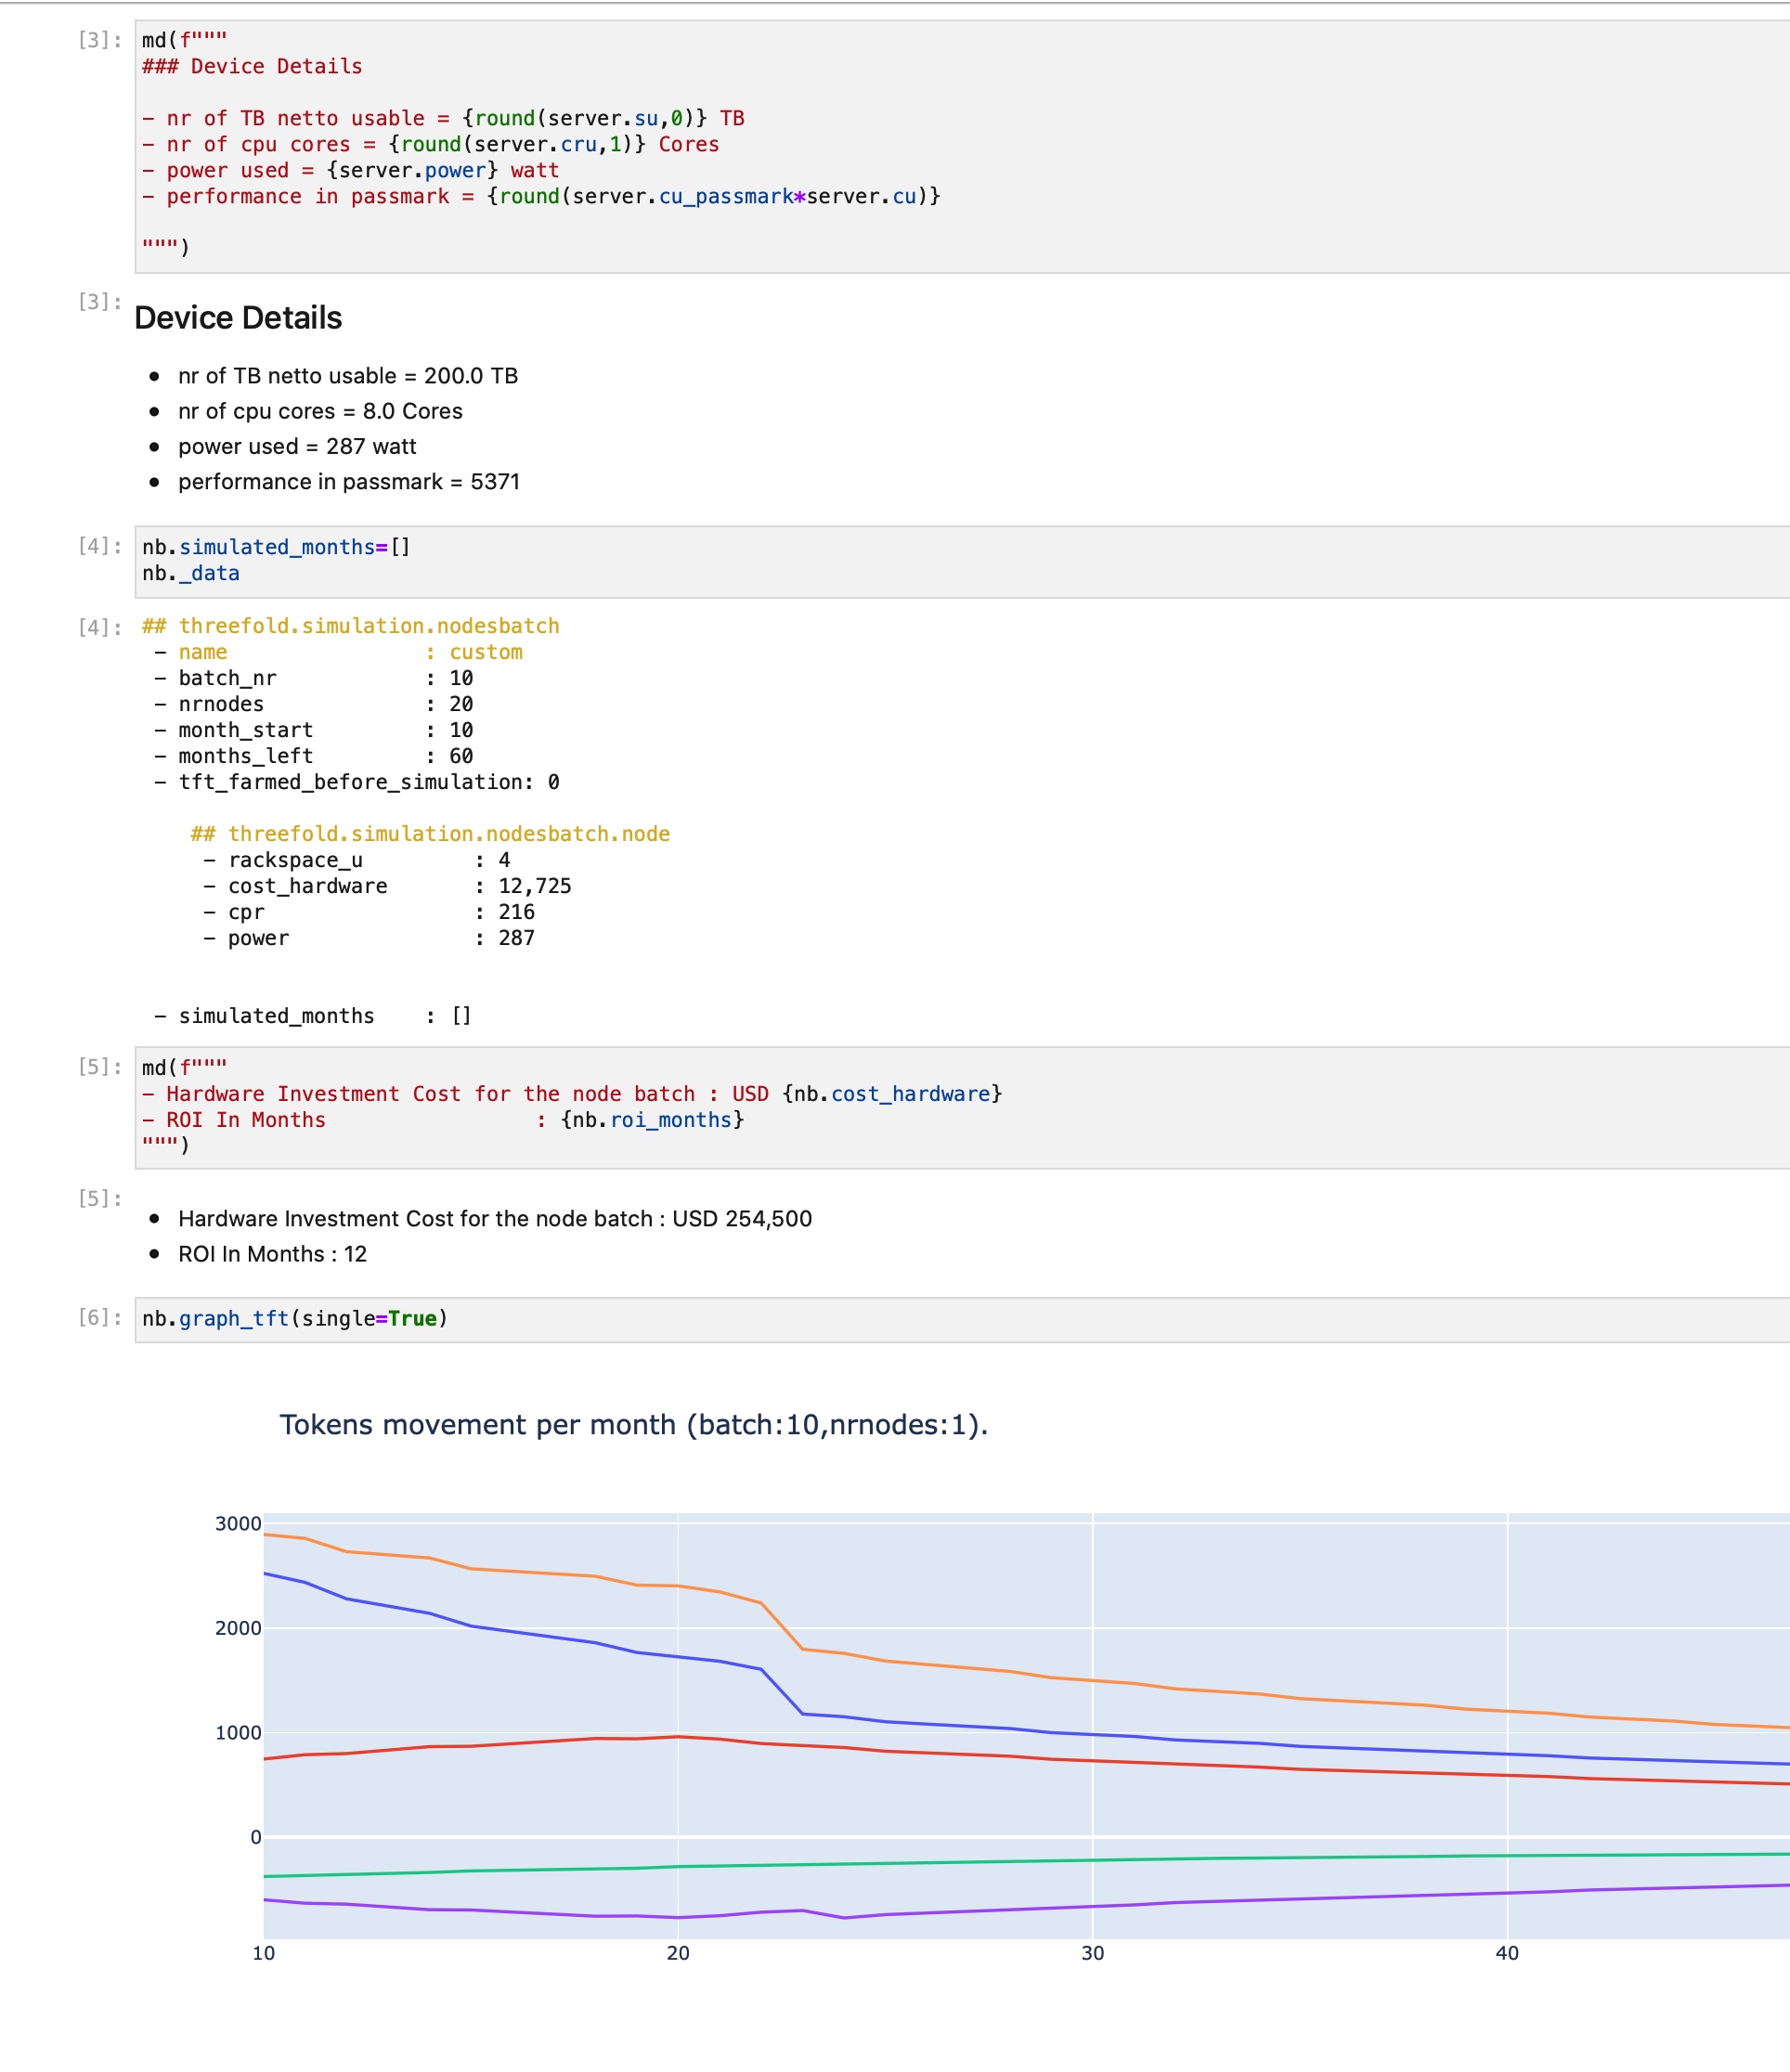 [3]: md(f"""
### Device Details
- nr of TB netto usable = {round(server.su,0)} TB
- nr of cpu cores = {round(server.cru,1)} Cores
- power used = {server.power} watt
- performance in passmark = {round(server.cu_passmark*server.cu)}
""")
[3]: Device Details
• nr of TB netto usable = 200.0 TB
• nr of cpu cores = 8.0 Cores
• power used = 287 watt
• performance in passmark = 5371
[4]: nb.simulated_months=[]
nb._data
[4]: ## threefold.simulation.nodesbatch
- name : custom
- batch_nr : 10
- nrnodes : 20
- month_start : 10
- months_left : 60
- tft_farmed_before_simulation: 0
## threefold.simulation.nodesbatch.node
- rackspace_u : 4
- cost_hardware : 12,725
- cpr : 216
- power : 287
- simulated_months : []
[5]: md(f"""
- Hardware Investment Cost for the node batch : USD {nb.cost_hardware}
- ROI In Months : {nb.roi_months}
""")
[5]:
• Hardware Investment Cost for the node batch : USD 254,500
• ROI In Months : 12
[6]: nb.graph_tft(single=True)
Tokens movement per month (batch:10,nrnodes:1).
3000
2000
1000
0
10 20 30 40